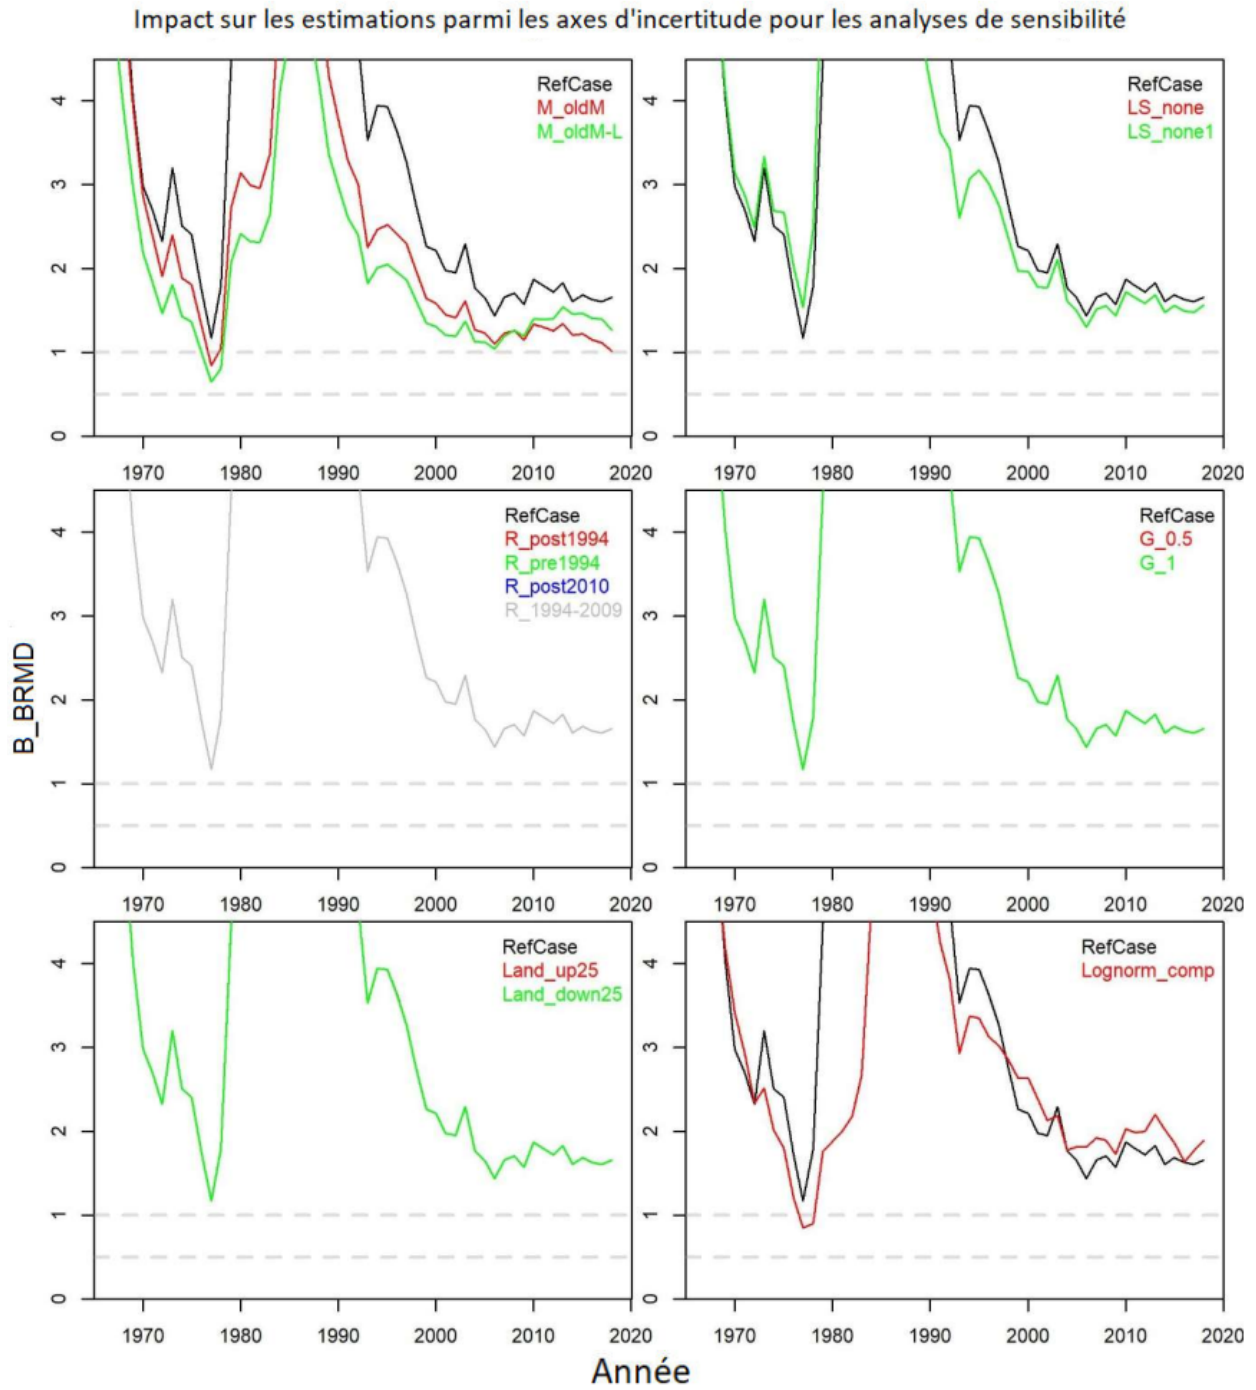 Impact sur les estimations parmi les axes d'incertitude pour les analyses de sensibilité
RefCase
M_oldM
M_oldM-L
4
3
2
1
0
1970 1980 1990 2000 2010 2020
RefCase
LS_none
LS_none1
4
3
2
1
0
1970 1980 1990 2000 2010 2020
B_BRMD
RefCase
R_post1994
R_pre1994
R_post2010
R_1994-2009
4
3
2
1
0
1970 1980 1990 2000 2010 2020
RefCase
G_0.5
G_1
4
3
2
1
0
1970 1980 1990 2000 2010 2020
RefCase
Land_up25
Land_down25
4
3
2
1
0
1970 1980 1990 2000 2010 2020
RefCase
Lognorm_comp
4
3
2
1
0
1970 1980 1990 2000 2010 2020
Année